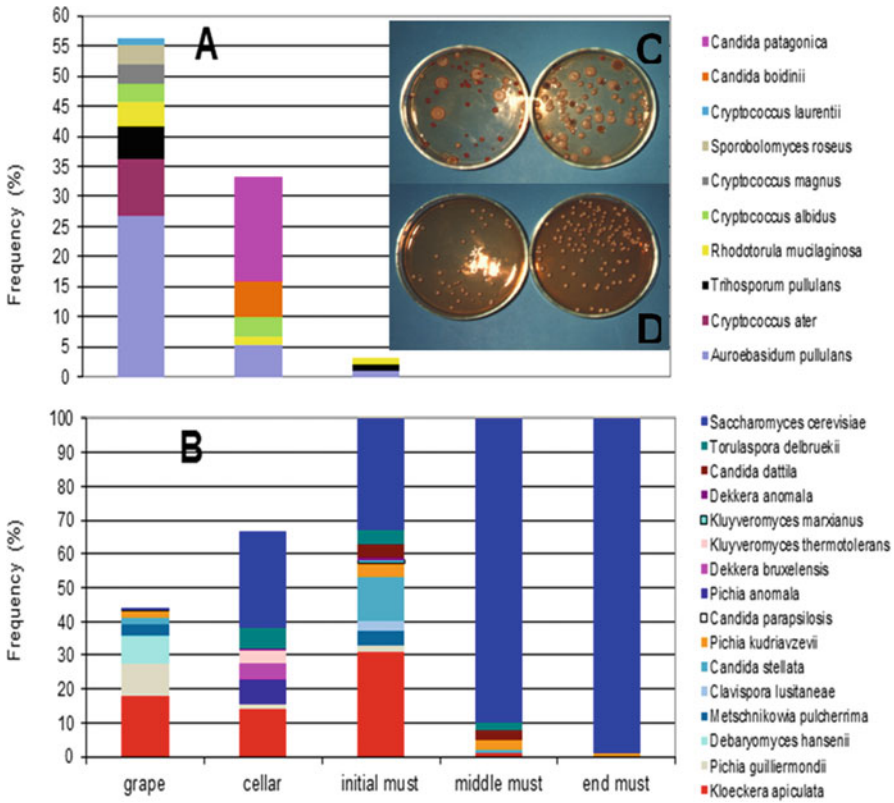 60
55
50
45
40
35
30
25
20
15
10
5
0
Frequency (%)
A
C
D
Candida patagonica
Candida boidinii
Cryptococcus laurentii
Sporobolomyces roseus
Cryptococcus magnus
Cryptococcus albidus
Rhodotorula mucilaginosa
Trihosporum pullulans
Cryptococcus ater
Auroebasidum pullulans
100
90
80
70
60
50
40
30
20
10
0
Frequency (%)
B
grape
cellar
initial must
middle must
end must
Saccharomyces cerevisiae
Torulaspora delbruekii
Candida dattila
Dekkera anomala
Kluyveromyces marxianus
Kluyveromyces thermotolerans
Dekkera bruxelensis
Pichia anomala
Candida parapsilosis
Pichia kudriavzevii
Candida stellata
Clavispora lusitaneae
Metschnikowia pulcherrima
Debaryomyces hansenii
Pichia guilliermondii
Kloeckera apiculata